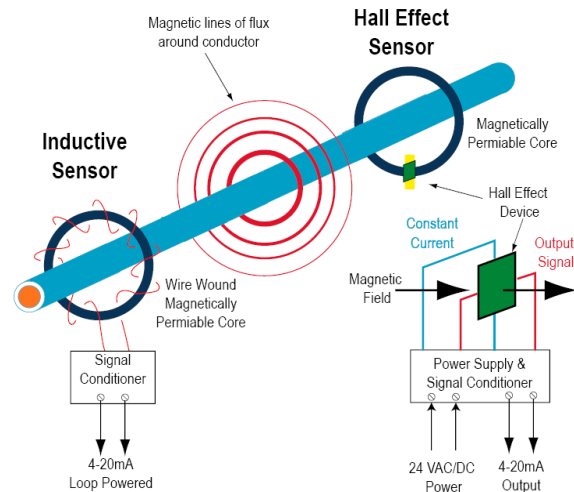 Magnetic lines of flux
around conductor
Hall Effect
Sensor
Inductive
Sensor
Magnetically
Permiable Core
Hall Effect
Device
Constant
Current
Output
Signal
Magnetic
Field
Wire Wound
Magnetically
Permiable Core
Signal
Conditioner
Power Supply &
Signal Conditioner
4-20mA
Loop Powered
24 VAC/DC
Power
4-20mA
Output